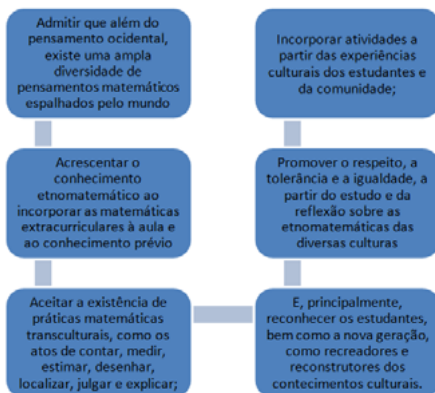 Admitir que além do
pensamento ocidental,
existe uma ampla
diversidade de
pensamentos matemáticos
espalhados pelo mundo
Acrescentar o
conhecimento
etnomatemático ao
incorporar as matemáticas
extracurriculares à aula e
ao conhecimento prévio
Aceitar a existência de
práticas matemáticas
transculturais, como os
atos de contar, medir,
estimar, desenhar,
localizar, julgar e explicar;
E, principalmente,
reconhecer os estudantes,
bem como a nova geração,
como recreadores e
reconstrutores dos
contecimentos culturais.
Promover o respeito, a
tolerância e a igualdade, a
partir do estudo e da
reflexão sobre as
etnomatemáticas das
diversas culturas
Incorporar atividades a
partir das experiências
culturais dos estudantes e
da comunidade;